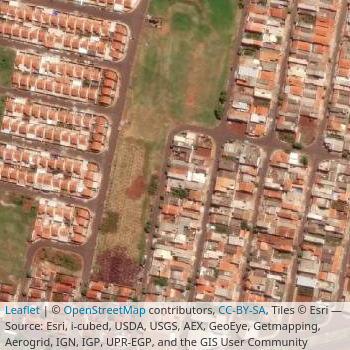 Leaflet | © OpenStreetMap contributors, CC-BY-SA, Tiles © Esri —
Source: Esri, i-cubed, USDA, USGS, AEX, GeoEye, Getmapping,
Aerogrid, IGN, IGP, UPR-EGP, and the GIS User Community